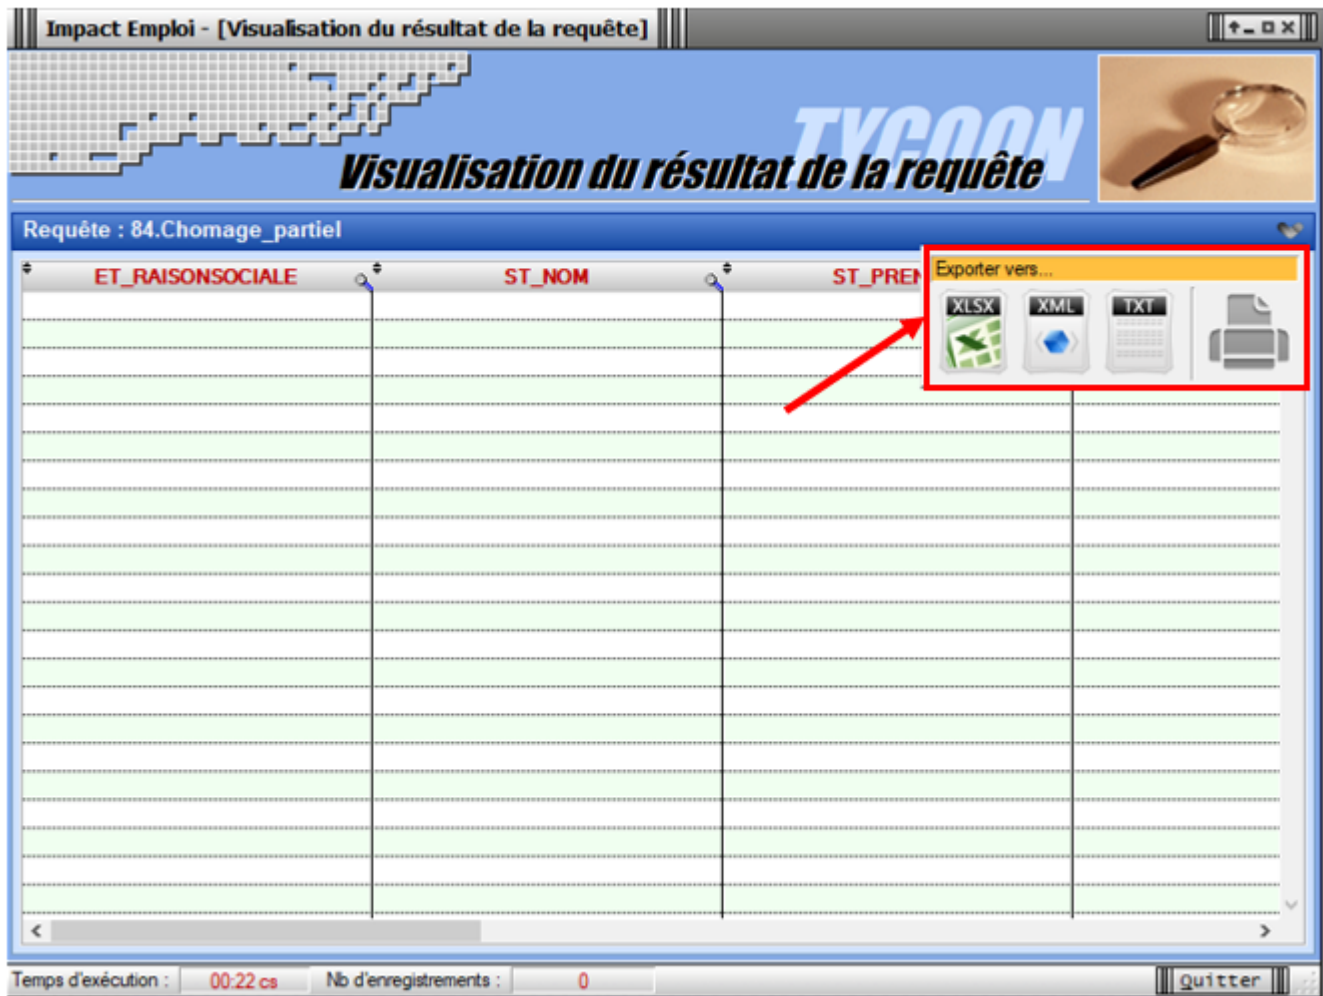 Impact Emploi - [Visualisation du résultat de la requête]
TYCOON
Visualisation du résultat de la requête
Requête : 84.Chomage_partiel
ET_RAISONSOCIALE ST_NOM ST_PREN
Exporter vers...
XLSX XML TXT
Temps d'exécution : 00:22 cs Nb d'enregistrements : 0 Quitter